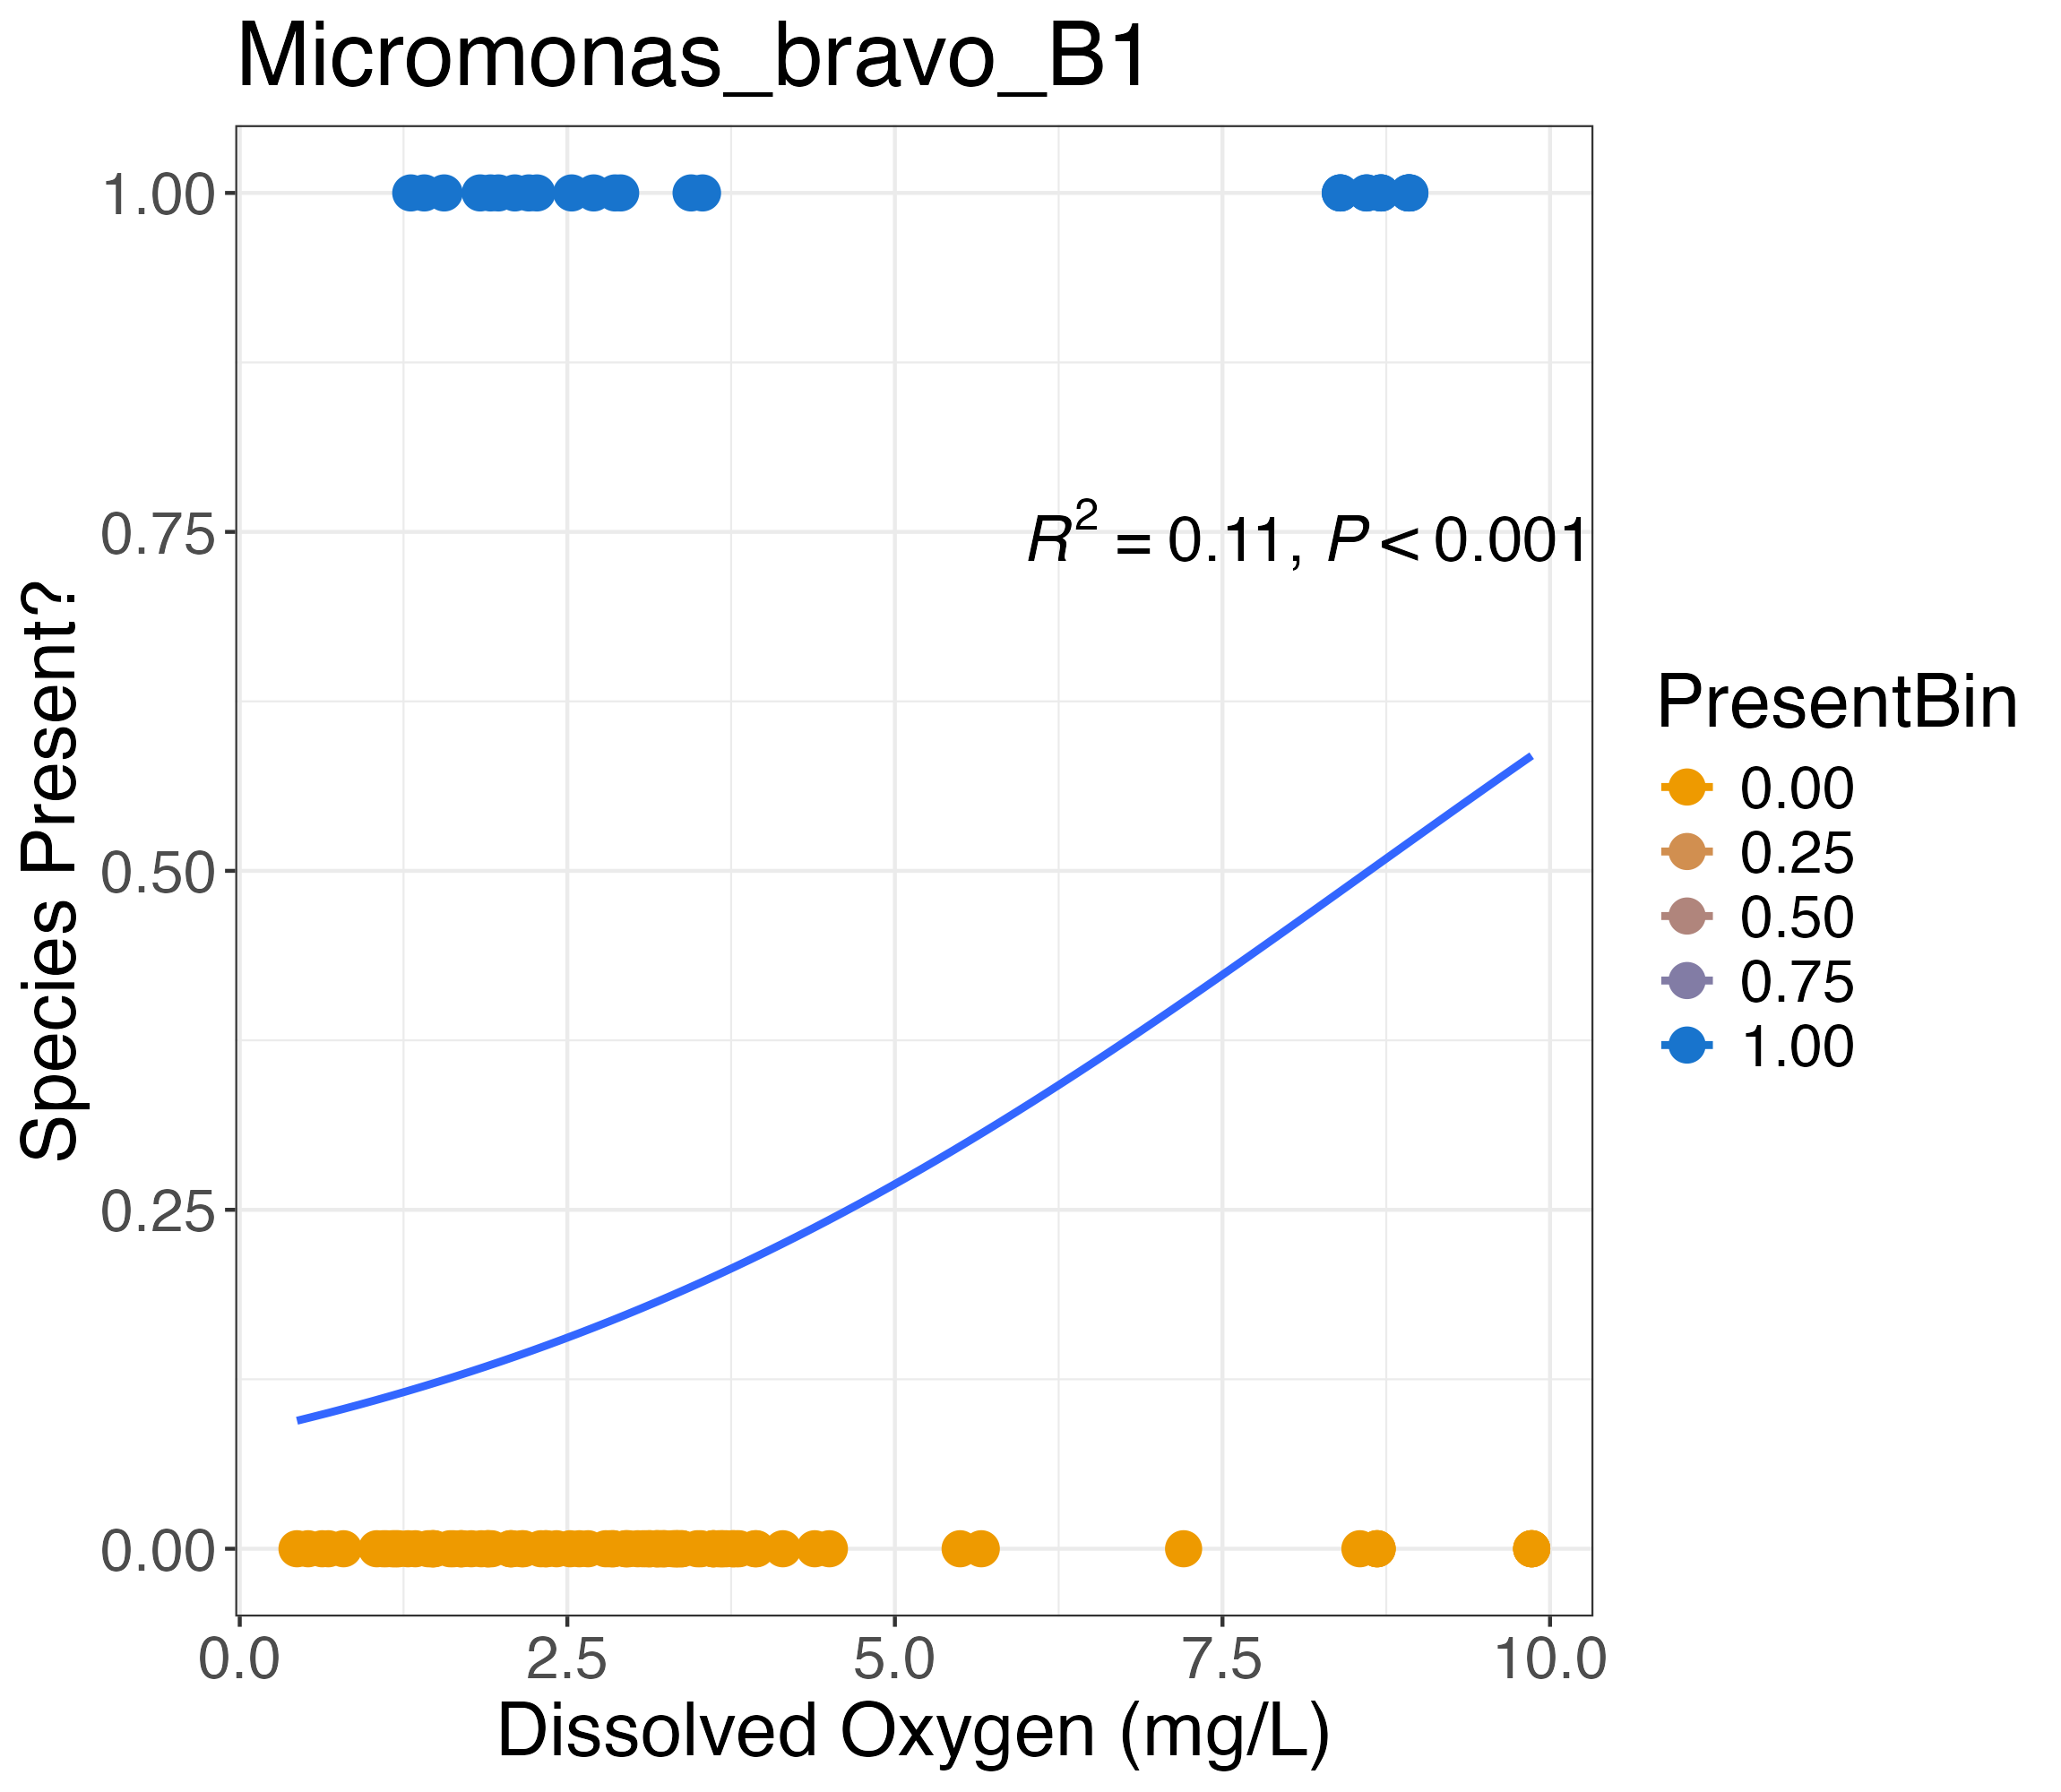 Micromonas_bravo_B1
1.00
0.75
0.50
0.25
0.00
Species Present?
R² = 0.11, P < 0.001
0.0 2.5 5.0 7.5 10.0
Dissolved Oxygen (mg/L)
PresentBin
0.00
0.25
0.50
0.75
1.00